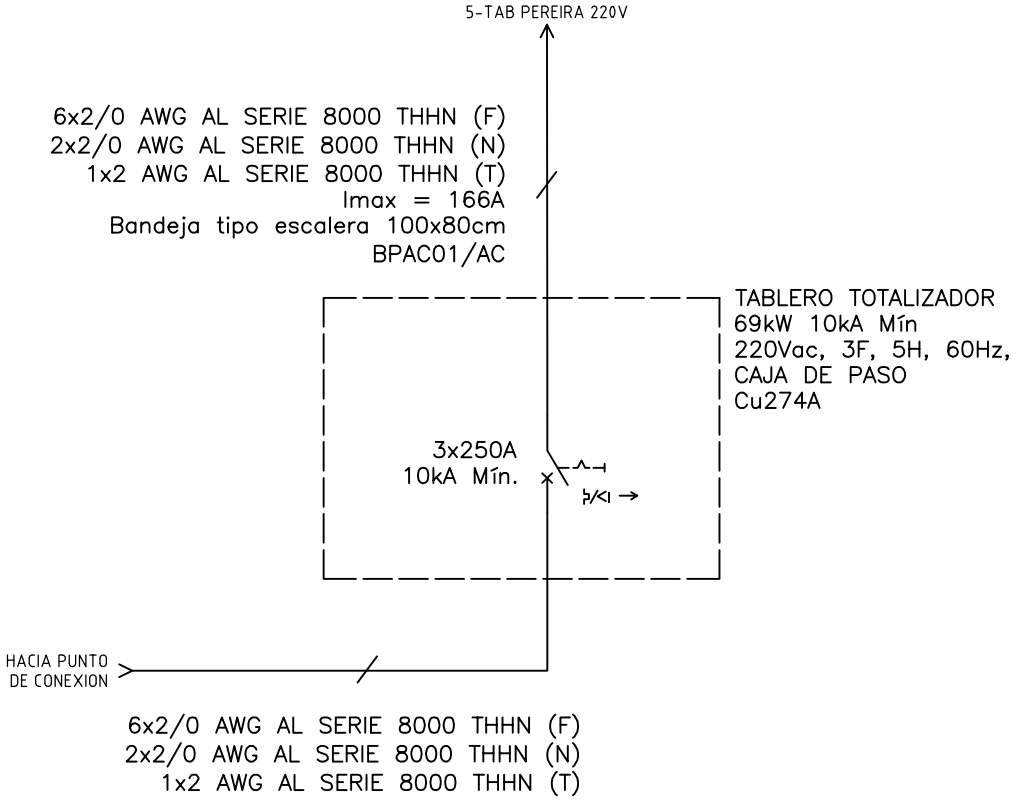 5-TAB PEREIRA 220V
6x2/0 AWG AL SERIE 8000 THHN (F)
2x2/0 AWG AL SERIE 8000 THHN (N)
1x2 AWG AL SERIE 8000 THHN (T)
Imax = 166A
Bandeja tipo escalera 100x80cm
BPAC01/AC
TABLERO TOTALIZADOR
69kW 10kA Mín
220Vac, 3F, 5H, 60Hz,
CAJA DE PASO
Cu274A
3x250A
10kA Mín.
HACIA PUNTO
DE CONEXION
6x2/0 AWG AL SERIE 8000 THHN (F)
2x2/0 AWG AL SERIE 8000 THHN (N)
1x2 AWG AL SERIE 8000 THHN (T)